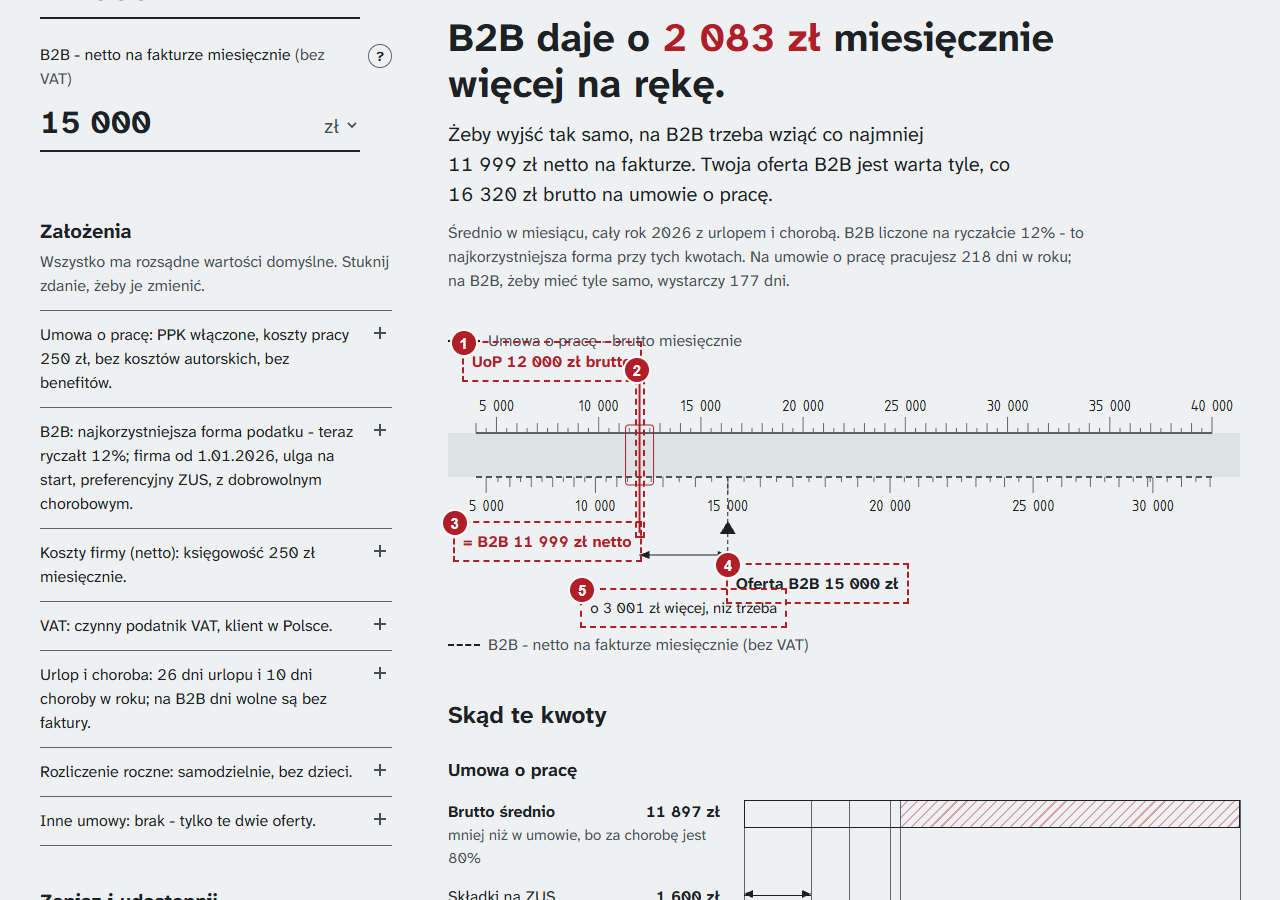 B2B - netto na fakturze miesięcznie (bez
VAT)
?
15 000
zł
Założenia
Wszystko ma rozsądne wartości domyślne. Stuknij
zdanie, żeby je zmienić.
Umowa o pracę: PPK włączone, koszty pracy
250 zł, bez kosztów autorskich, bez
benefitów.
B2B: najkorzystniejsza forma podatku - teraz
ryczałt 12%; firma od 1.01.2026, ulga na
start, preferencyjny ZUS, z dobrowolnym
chorobowym.
Koszty firmy (netto): księgowość 250 zł
miesięcznie.
VAT: czynny podatnik VAT, klient w Polsce.
Urlop i choroba: 26 dni urlopu i 10 dni
choroby w roku; na B2B dni wolne są bez
faktury.
Rozliczenie roczne: samodzielnie, bez dzieci.
Inne umowy: brak - tylko te dwie oferty.
Zapisz i udostępnij
B2B daje o 2 083 zł miesięcznie
więcej na rękę.
Żeby wyjść tak samo, na B2B trzeba wziąć co najmniej
11 999 zł netto na fakturze. Twoja oferta B2B jest warta tyle, co
16 320 zł brutto na umowie o pracę.
Średnio w miesiącu, cały rok 2026 z urlopem i chorobą. B2B liczone na ryczałcie 12% - to
najkorzystniejsza forma przy tych kwotach. Na umowie o pracę pracujesz 218 dni w roku;
na B2B, żeby mieć tyle samo, wystarczy 177 dni.
1
Umowa o pracę - brutto miesięcznie
UoP 12 000 zł brutto
2
5 000 10 000 15 000 20 000 25 000 30 000 35 000 40 000
5 000 10 000 15 000 20 000 25 000 30 000
3
= B2B 11 999 zł netto
4
Oferta B2B 15 000 zł
5
o 3 001 zł więcej, niż trzeba
B2B - netto na fakturze miesięcznie (bez VAT)
Skąd te kwoty
Umowa o pracę
Brutto średnio 11 897 zł
mniej niż w umowie, bo za chorobę jest
80%
Składki na ZUS 1 600 zł